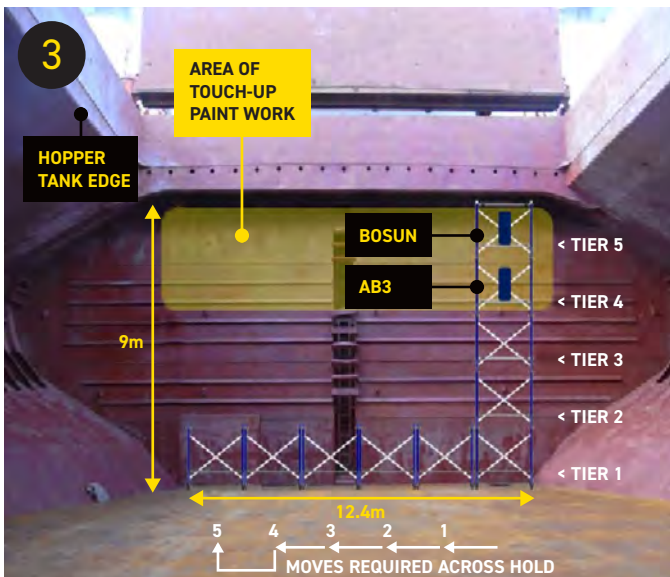 3
AREA OF
TOUCH-UP
PAINT WORK
HOPPER
TANK EDGE
BOSUN
< TIER 5
AB3
< TIER 4
9m
< TIER 3
< TIER 2
< TIER 1
12.4m
5 4 3 2 1
MOVES REQUIRED ACROSS HOLD